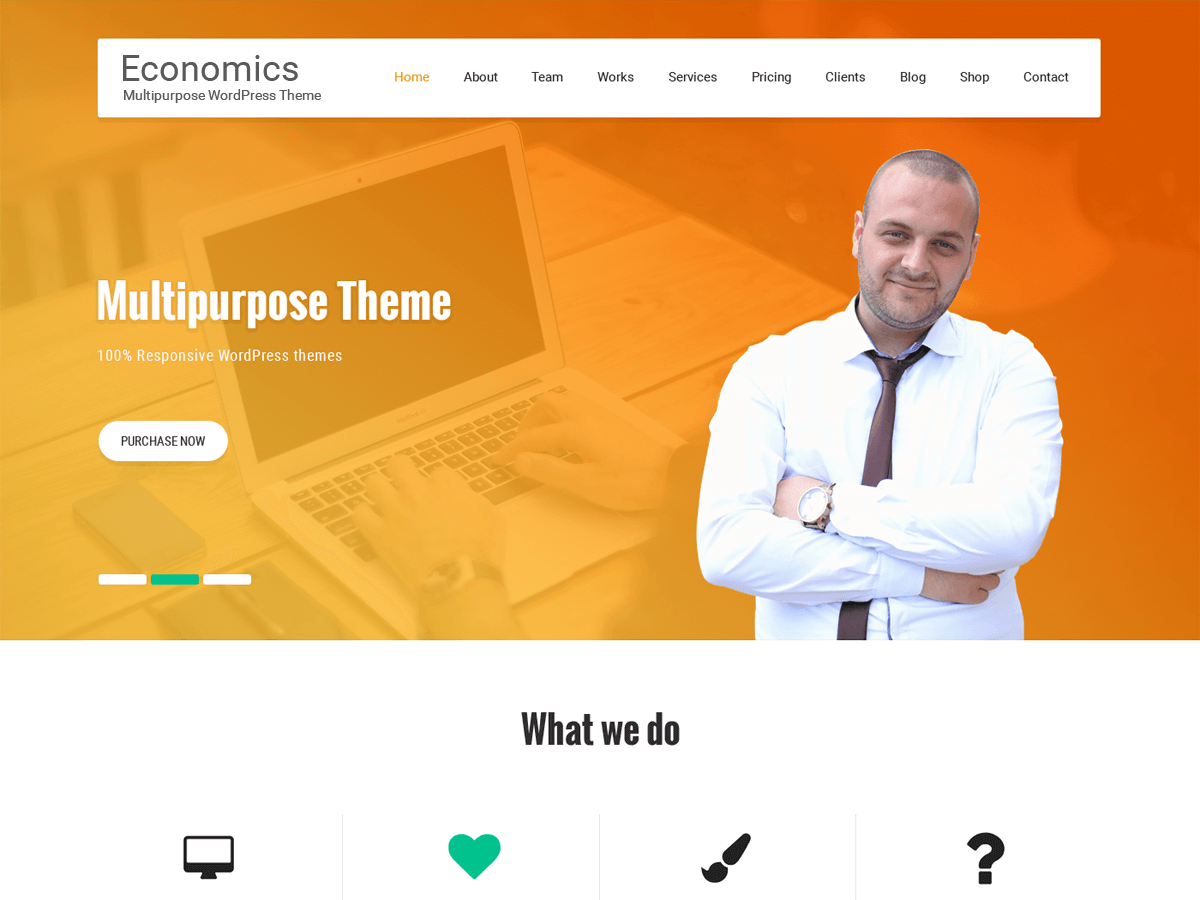 Economics
Multipurpose WordPress Theme
Home About Team Works Services Pricing Clients Blog Shop Contact
Multipurpose Theme
100% Responsive WordPress themes
PURCHASE NOW
What we do